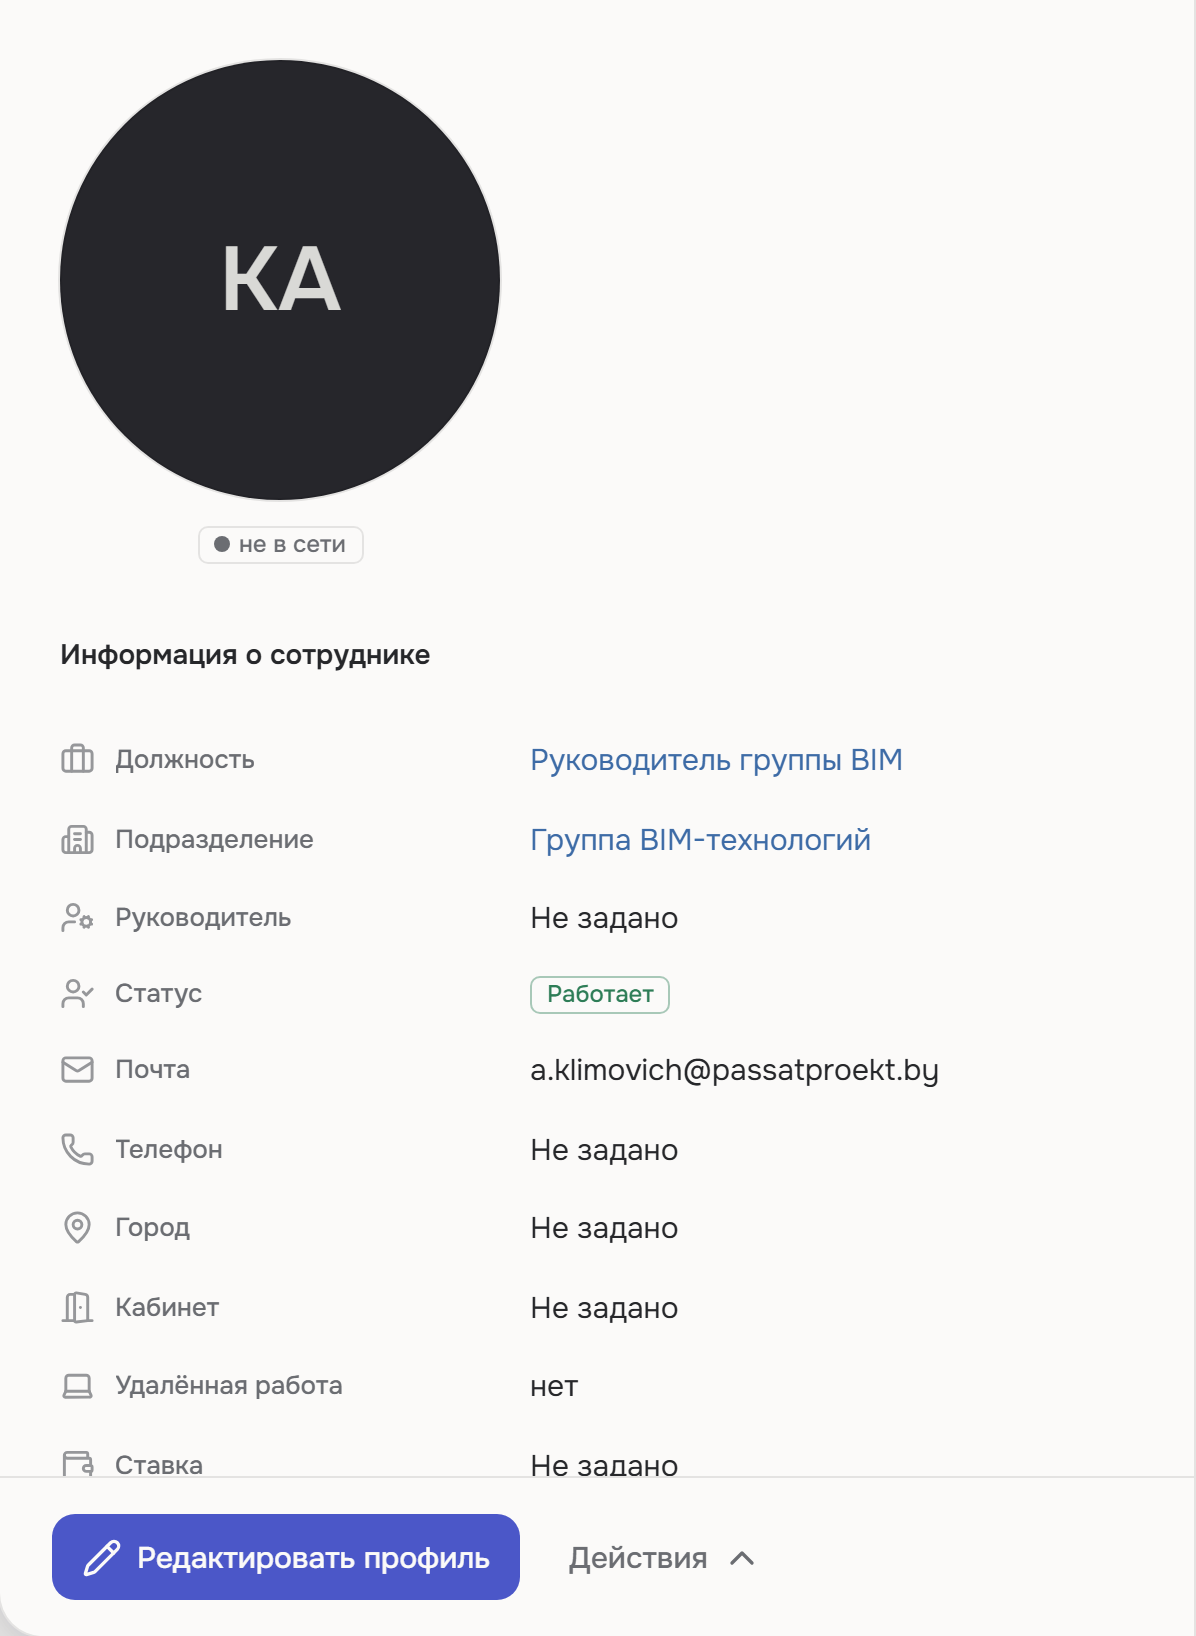 КА
не в сети
Информация о сотруднике
Должность Руководитель группы BIM
Подразделение Группа BIM-технологий
Руководитель Не задано
Статус Работает
Почта a.klimovich@passatproekt.by
Телефон Не задано
Город Не задано
Кабинет Не задано
Удалённая работа нет
Ставка Не задано
Редактировать профиль Действия